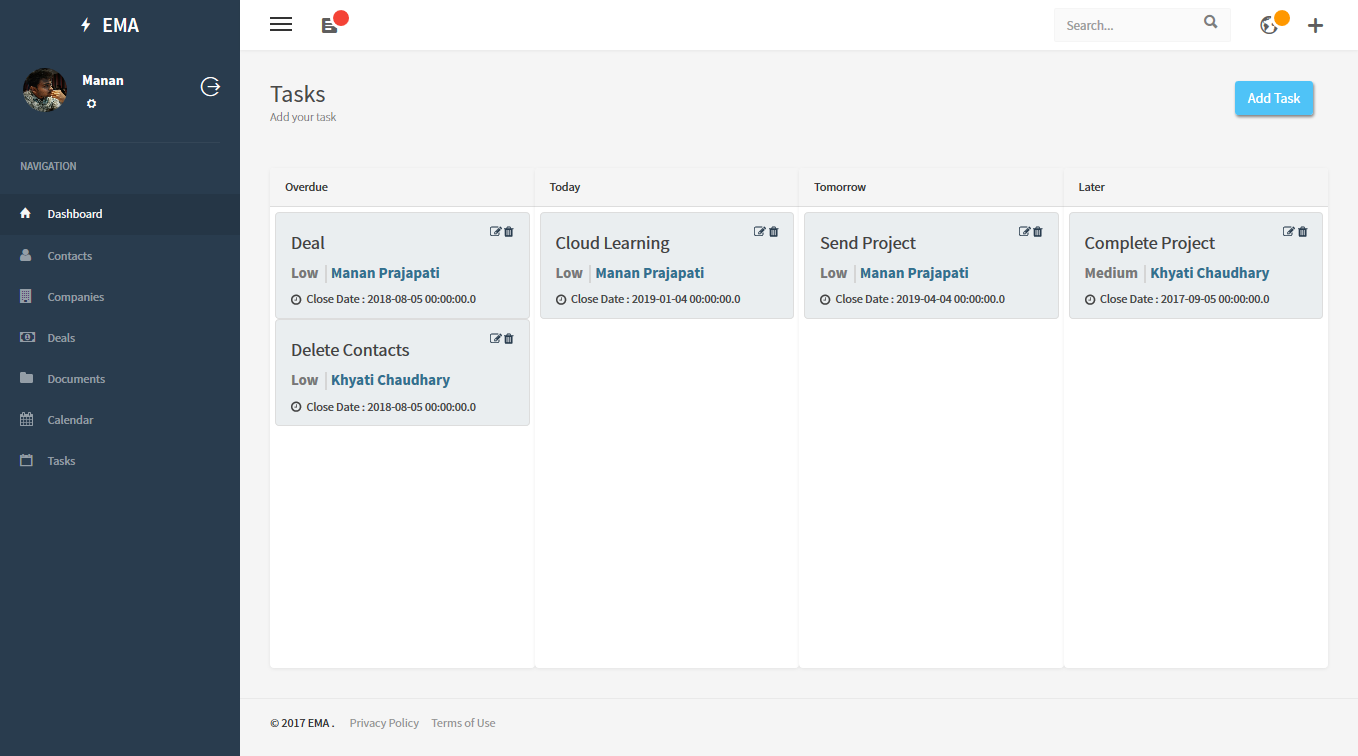 EMA
Search...
Manan
Tasks
Add your task
Add Task
NAVIGATION
Dashboard
Contacts
Companies
Deals
Documents
Calendar
Tasks
Overdue
Deal
Low Manan Prajapati
Close Date : 2018-08-05 00:00:00.0
Delete Contacts
Low Khyati Chaudhary
Close Date : 2018-08-05 00:00:00.0
Today
Cloud Learning
Low Manan Prajapati
Close Date : 2019-01-04 00:00:00.0
Tomorrow
Send Project
Low Manan Prajapati
Close Date : 2019-04-04 00:00:00.0
Later
Complete Project
Medium Khyati Chaudhary
Close Date : 2017-09-05 00:00:00.0
© 2017 EMA . Privacy Policy Terms of Use